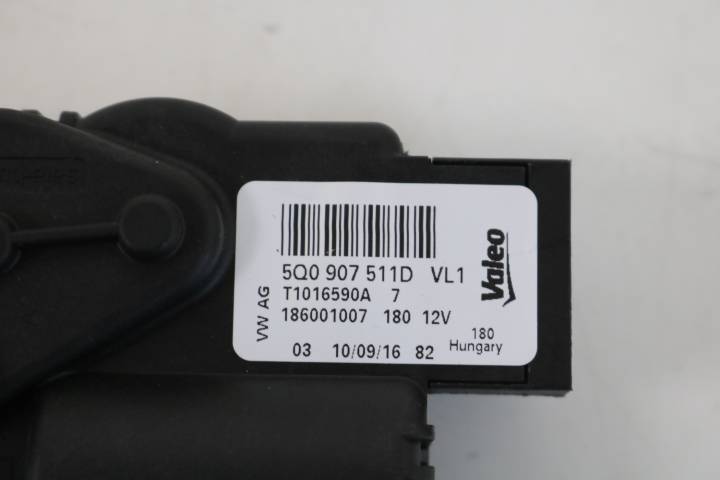 5Q0 907 511D VL1
T1016590A 7
186001007 180 12V
03 10/09/16 82
VW AG
Valeo
180
Hungary